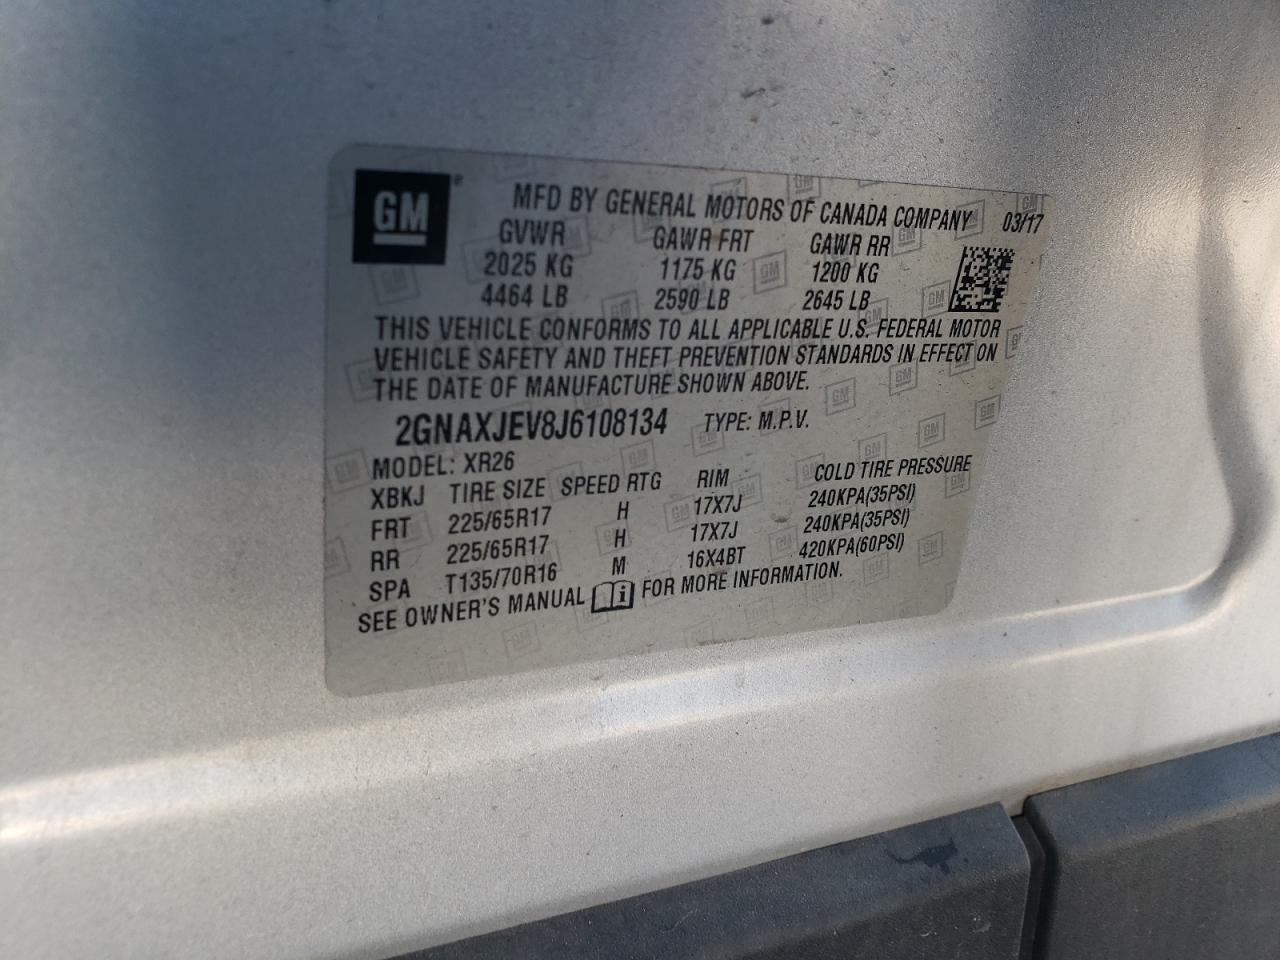 GM
MFD BY GENERAL MOTORS OF CANADA COMPANY 03/17
GVWR GAWR FRT GAWR RR
2025 KG 1175 KG 1200 KG
4464 LB 2590 LB 2645 LB
THIS VEHICLE CONFORMS TO ALL APPLICABLE U.S. FEDERAL MOTOR
VEHICLE SAFETY AND THEFT PREVENTION STANDARDS IN EFFECT ON
THE DATE OF MANUFACTURE SHOWN ABOVE.
2GNAXJEV8J6108134 TYPE: M.P.V.
MODEL: XR26
XBKJ TIRE SIZE SPEED RTG RIM COLD TIRE PRESSURE
FRT 225/65R17 H 17X7J 240KPA(35PSI)
RR 225/65R17 H 17X7J 240KPA(35PSI)
SPA T135/70R16 M 16X4BT 420KPA(60PSI)
SEE OWNER'S MANUAL i FOR MORE INFORMATION.